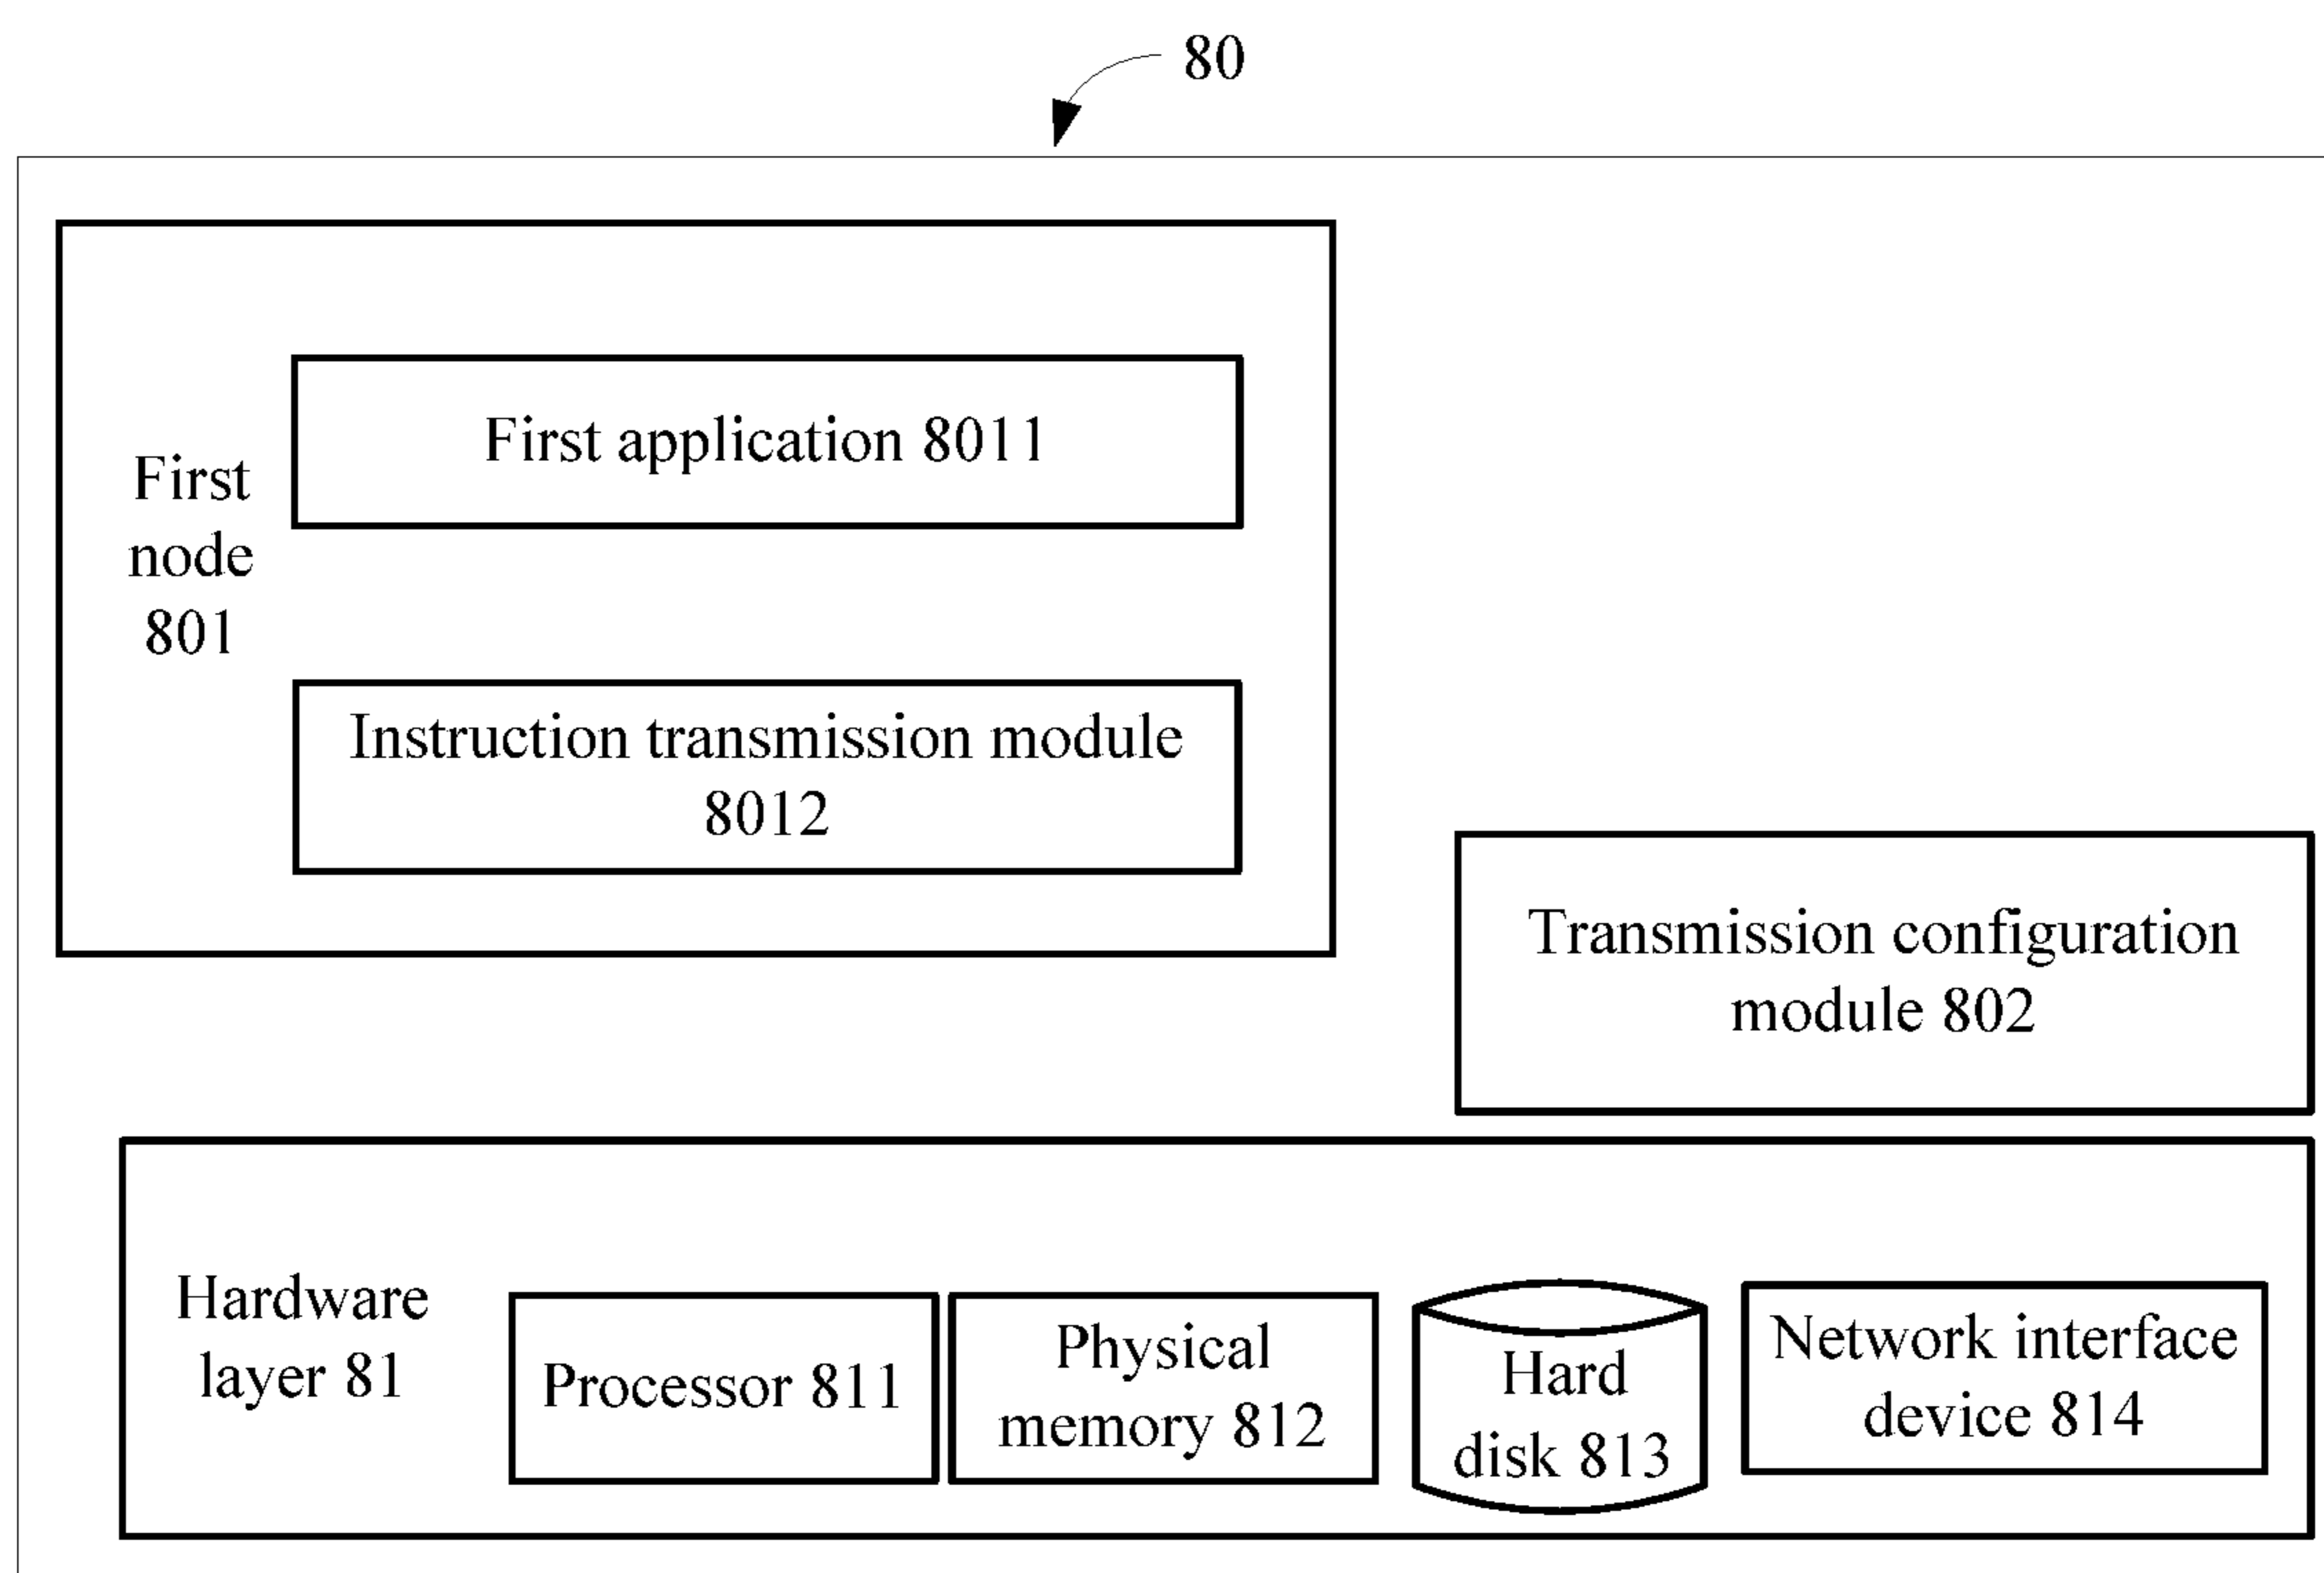 80
First application 8011
First
node
801
Instruction transmission module
8012
Transmission configuration
module 802
Hardware
layer 81
Processor 811
Physical
memory 812
Hard
disk 813
Network interface
device 814